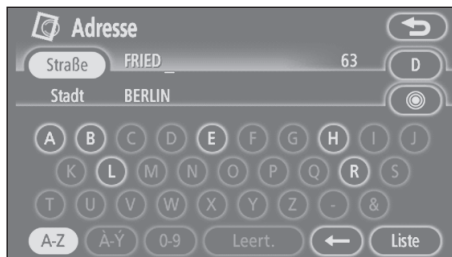 Adresse
Straße FRIED_ 63 D
Stadt BERLIN
A B C D E F G H I J
K L M N O P Q R S
T U V W X Y Z - &
A-Z À-Ý 0-9 Leert. Liste